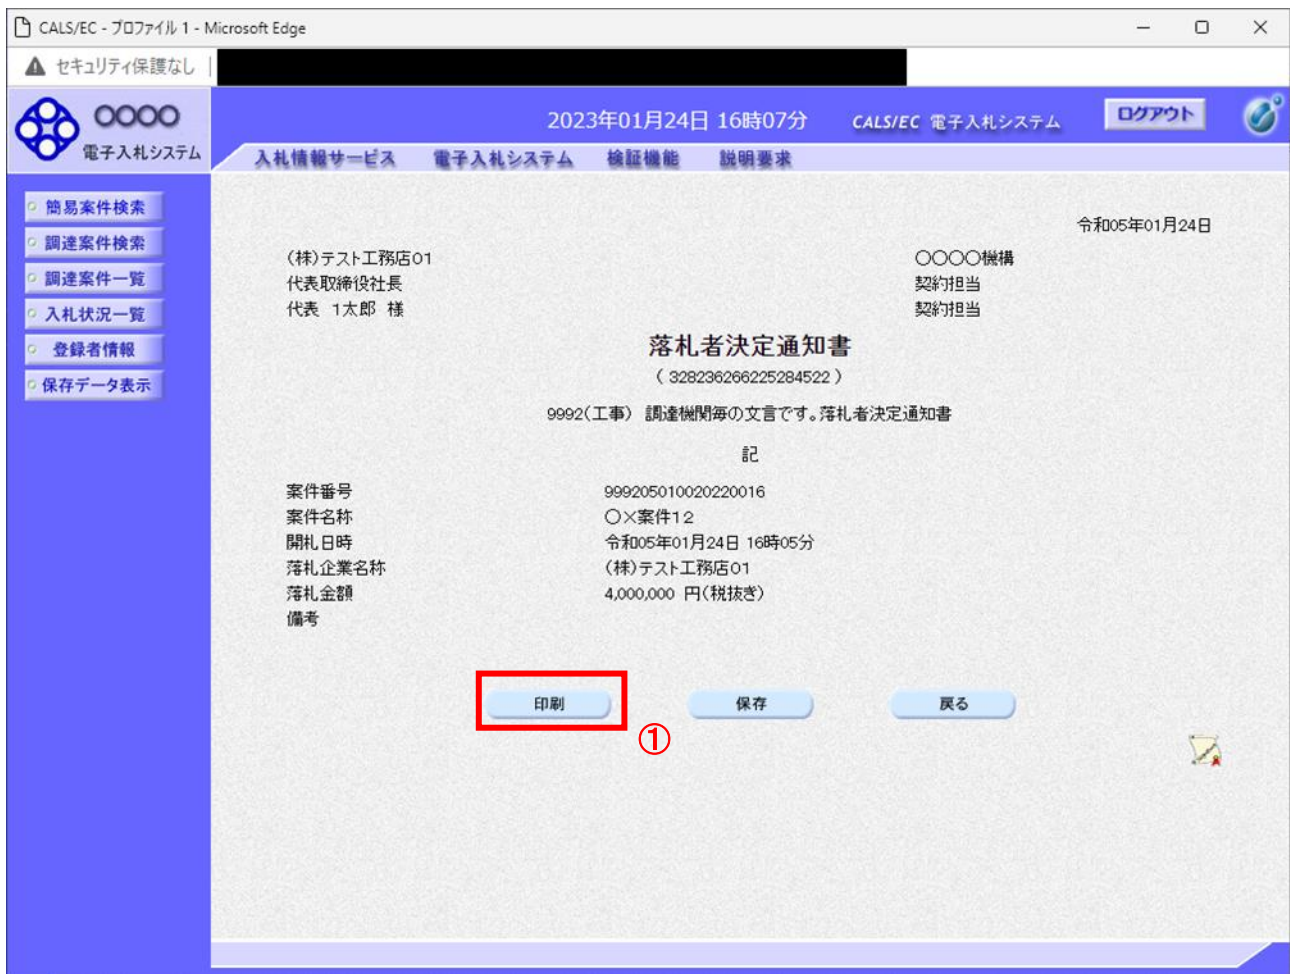 CALS/EC - プロファイル 1 - Microsoft Edge
セキュリティ保護なし
〇〇〇〇
電子入札システム
2023年01月24日 16時07分
CALS/EC 電子入札システム
ログアウト
入札情報サービス 電子入札システム 検証機能 説明要求
簡易案件検索
調達案件検索
調達案件一覧
入札状況一覧
登録者情報
保存データ表示
令和05年01月24日
(株)テスト工務店01
代表取締役社長
代表 1太郎 様
〇〇〇〇機構
契約担当
契約担当
落札者決定通知書
( 328236266225284522 )
9992(工事) 調達機関毎の文言です。落札者決定通知書
記
案件番号 999205010020220016
案件名称 〇×案件12
開札日時 令和05年01月24日 16時05分
落札企業名称 (株)テスト工務店01
落札金額 4,000,000 円(税抜き)
備考
印刷 保存 戻る
①